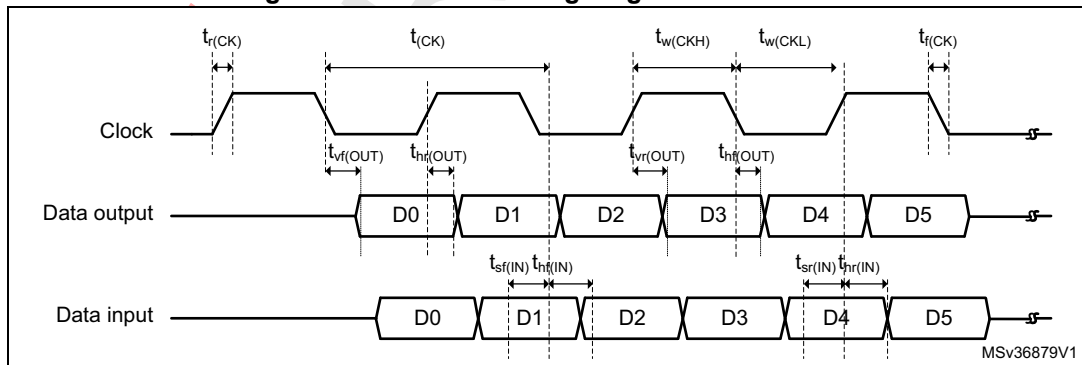 t_r(CK) t_(CK) t_w(CKH) t_w(CKL) t_f(CK)
Clock
t_vf(OUT) t_hr(OUT) t_vr(OUT) t_hf(OUT)
Data output D0 D1 D2 D3 D4 D5
t_sf(IN) t_hf(IN) t_sr(IN) t_hr(IN)
Data input D0 D1 D2 D3 D4 D5
MSv36879V1